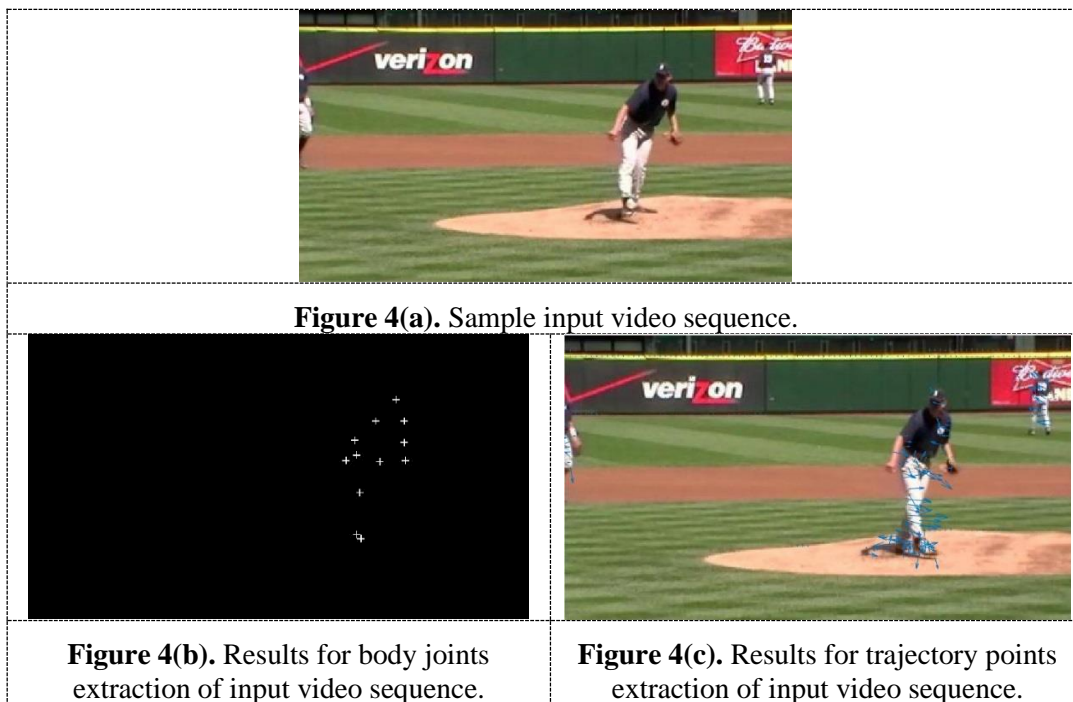 verizon
Budweiser
Figure 4(a). Sample input video sequence.
verizon
Figure 4(b). Results for body joints
extraction of input video sequence.
Figure 4(c). Results for trajectory points
extraction of input video sequence.